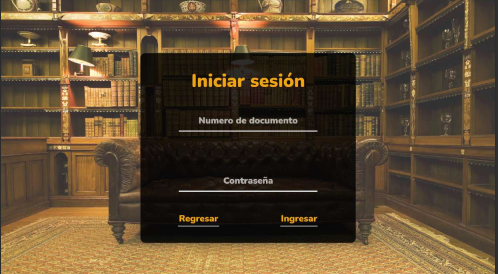 Iniciar sesión
Numero de documento
Contraseña
Regresar Ingresar